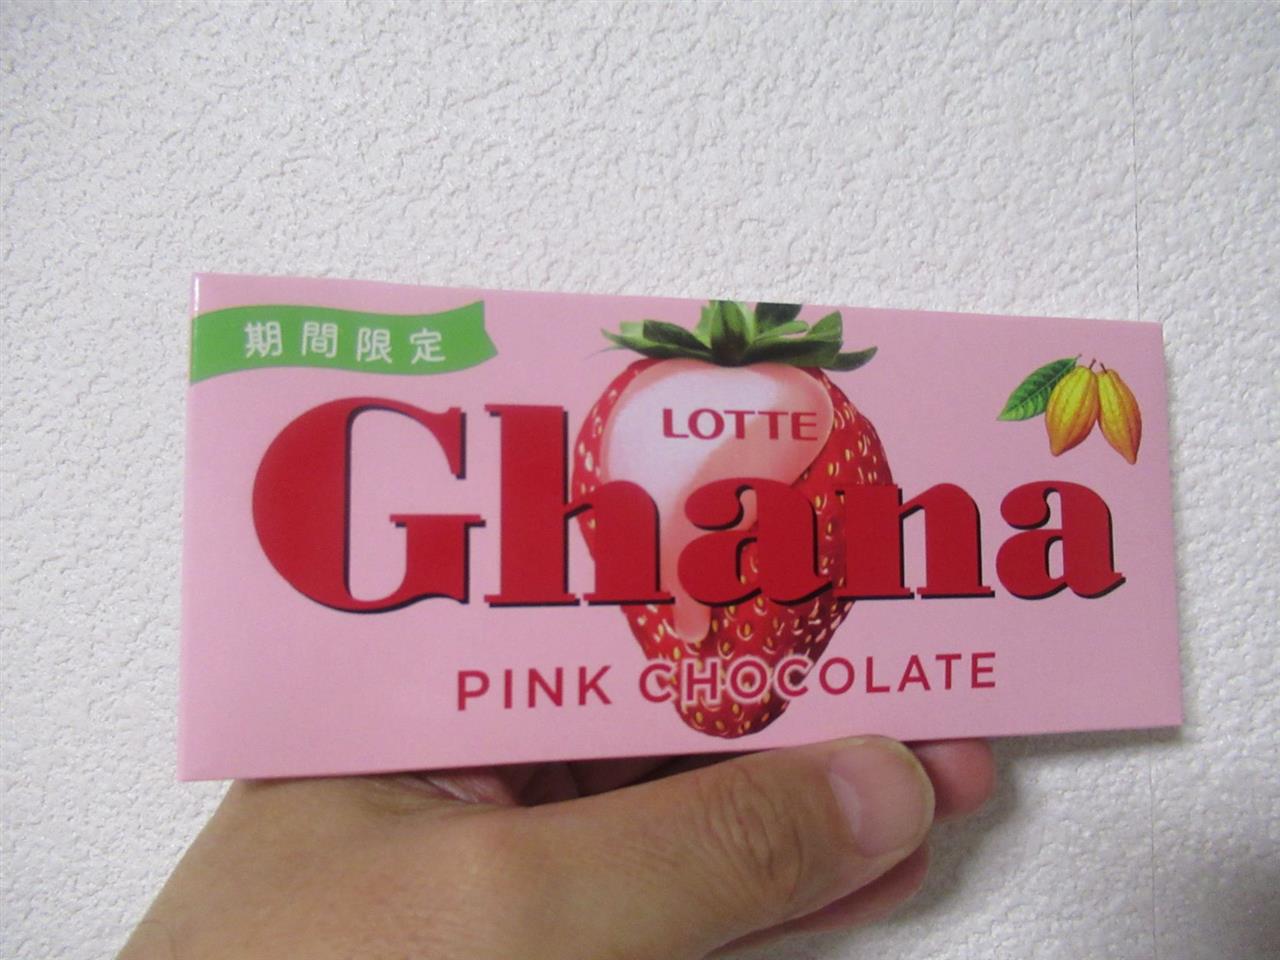 期間限定
LOTTE
Ghana
PINK CHOCOLATE